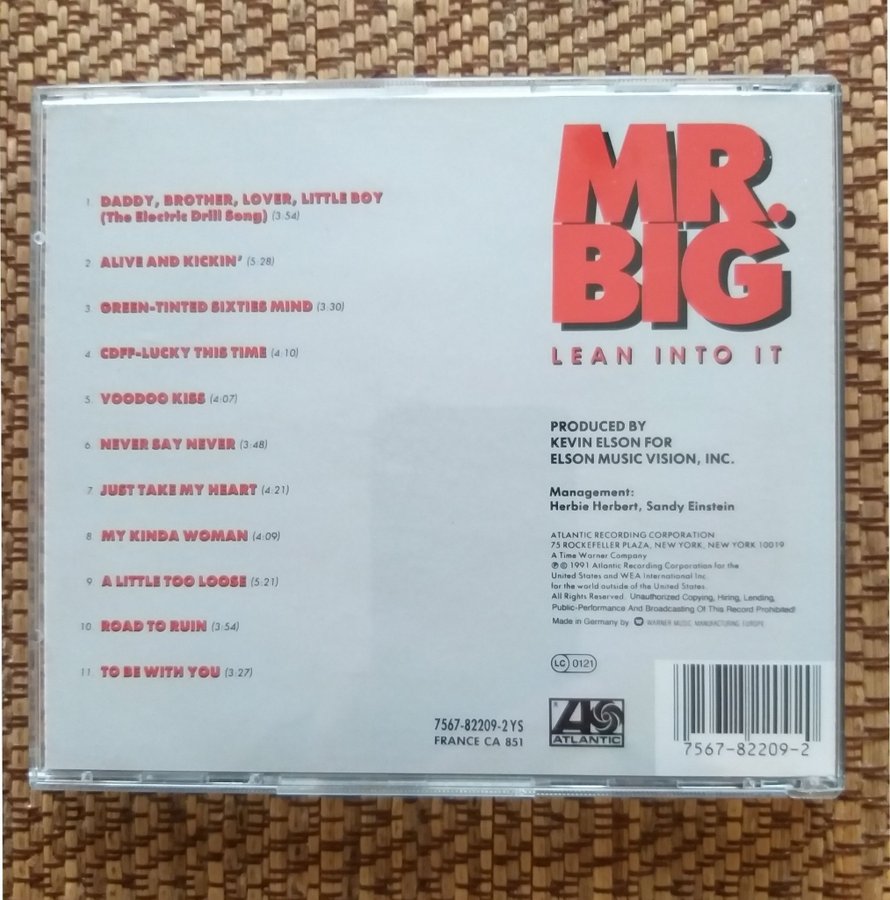 1. DADDY, BROTHER, LOVER, LITTLE BOY
(The Electric Drill Song) (3:54)
2. ALIVE AND KICKIN' (5:28)
3. GREEN-TINTED SIXTIES MIND (3:30)
4. CDFF-LUCKY THIS TIME (4:10)
5. VOODOO KISS (4:07)
6. NEVER SAY NEVER (3:48)
7. JUST TAKE MY HEART (4:21)
8. MY KINDA WOMAN (4:09)
9. A LITTLE TOO LOOSE (5:21)
10. ROAD TO RUIN (3:54)
11. TO BE WITH YOU (3:27)
7567-82209-2 YS
FRANCE CA 851
MR.
BIG
LEAN INTO IT
PRODUCED BY
KEVIN ELSON FOR
ELSON MUSIC VISION, INC.
Management:
Herbie Herbert, Sandy Einstein
ATLANTIC RECORDING CORPORATION
75 ROCKEFELLER PLAZA, NEW YORK, NEW YORK 10019
A Time Warner Company
℗ © 1991 Atlantic Recording Corporation for the
United States and WEA International Inc.
for the world outside of the United States.
All Rights Reserved. Unauthorized Copying, Hiring, Lending,
Public-Performance And Broadcasting Of This Record Prohibited!
Made in Germany by WARNER MUSIC MANUFACTURING EUROPE
LC 0121
ATLANTIC
7567-82209-2